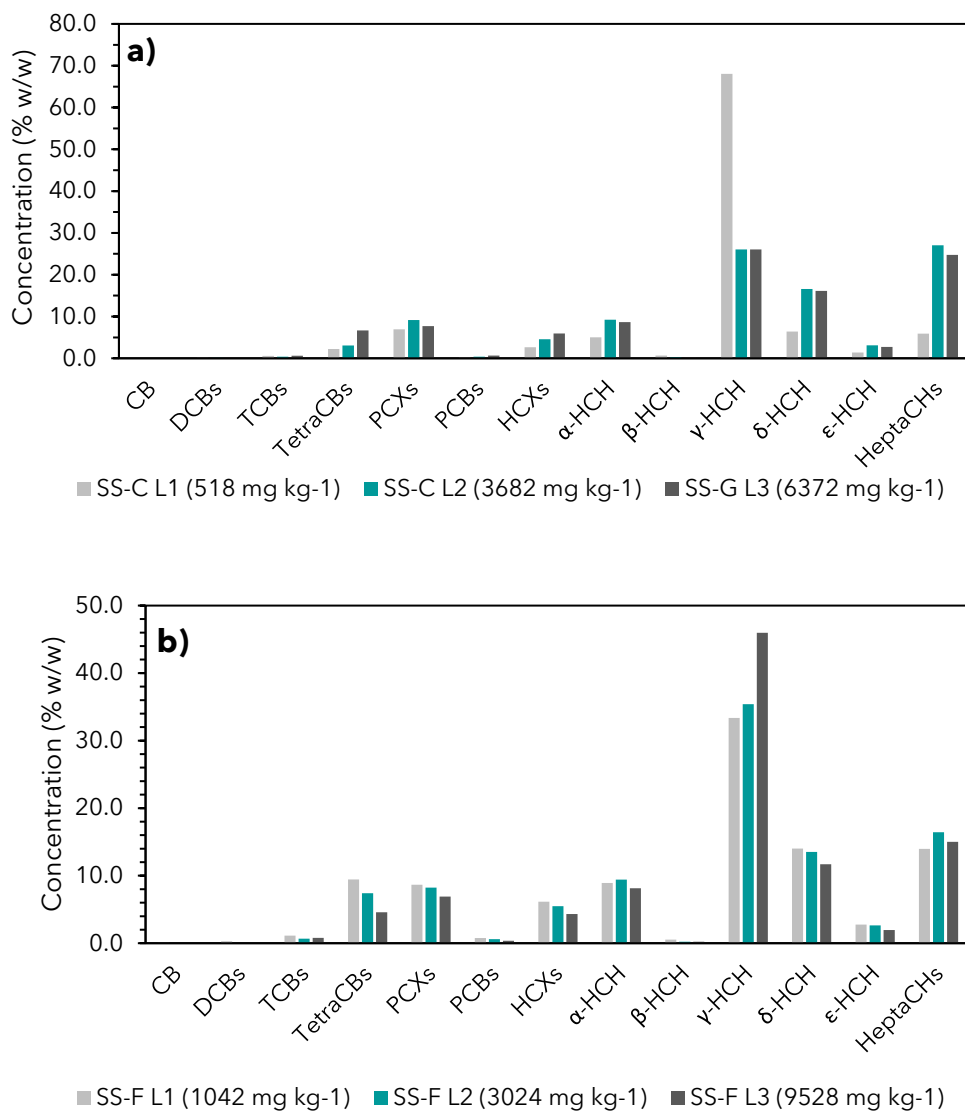 a)
Concentration (% w/w)
80.0
70.0
60.0
50.0
40.0
30.0
20.0
10.0
0.0
CB
DCBs
TCBs
TetraCBs
PCXs
PCBs
HCXs
α-HCH
β-HCH
γ-HCH
δ-HCH
ε-HCH
HeptaCHs
SS-C L1 (518 mg kg-1) SS-C L2 (3682 mg kg-1) SS-G L3 (6372 mg kg-1)
b)
Concentration (% w/w)
50.0
40.0
30.0
20.0
10.0
0.0
CB
DCBs
TCBs
TetraCBs
PCXs
PCBs
HCXs
α-HCH
β-HCH
γ-HCH
δ-HCH
ε-HCH
HeptaCHs
SS-F L1 (1042 mg kg-1) SS-F L2 (3024 mg kg-1) SS-F L3 (9528 mg kg-1)